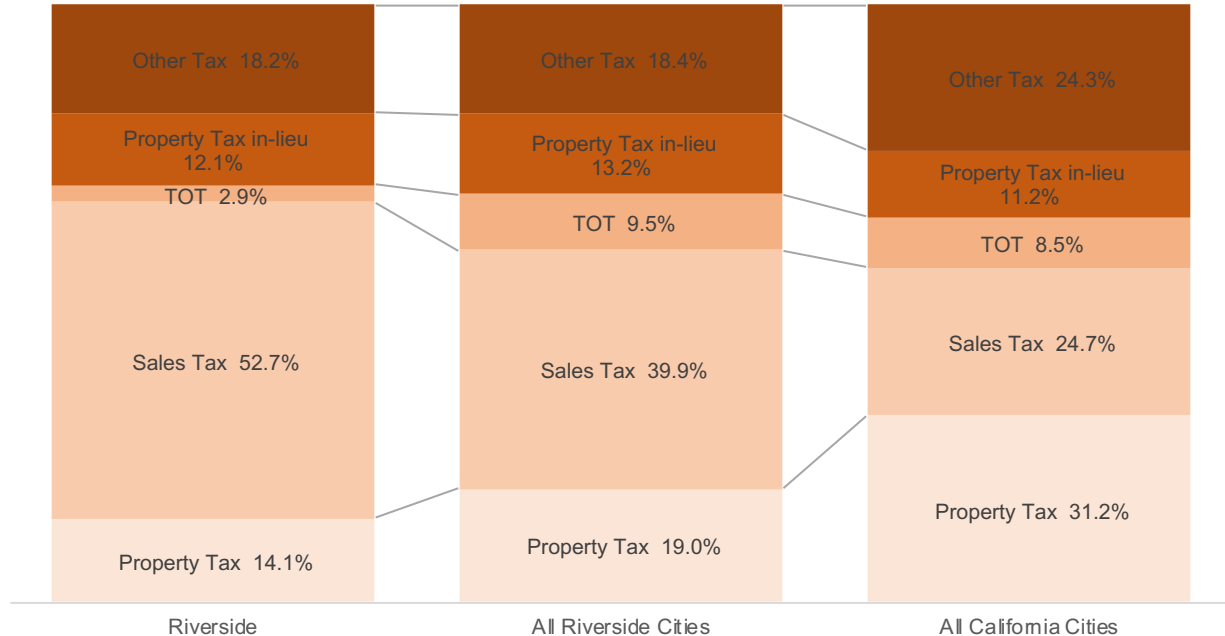 Other Tax 18.2%
Property Tax in-lieu
12.1%
TOT 2.9%
Sales Tax 52.7%
Property Tax 14.1%
Riverside
Other Tax 18.4%
Property Tax in-lieu
13.2%
TOT 9.5%
Sales Tax 39.9%
Property Tax 19.0%
All Riverside Cities
Other Tax 24.3%
Property Tax in-lieu
11.2%
TOT 8.5%
Sales Tax 24.7%
Property Tax 31.2%
All California Cities